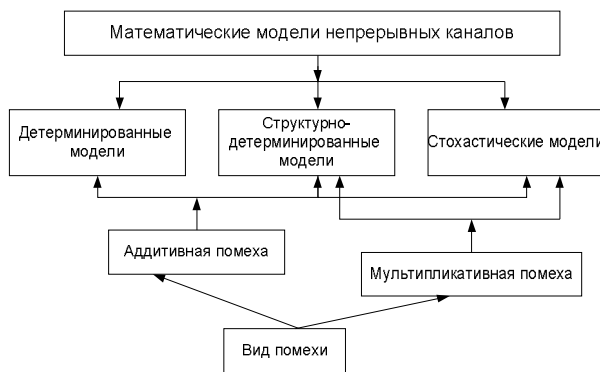 Математические модели непрерывных каналов
Детерминированные
модели
Структурно-
детерминированные
модели
Стохастические модели
Аддитивная помеха
Мультипликативная помеха
Вид помехи